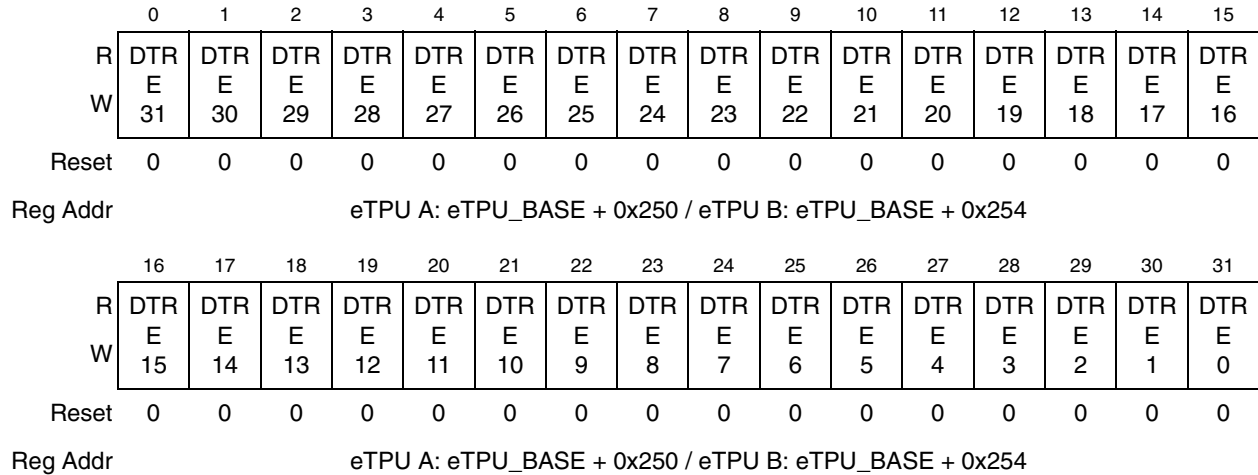 0 1 2 3 4 5 6 7 8 9 10 11 12 13 14 15
R DTR DTR DTR DTR DTR DTR DTR DTR DTR DTR DTR DTR DTR DTR DTR DTR
E E E E E E E E E E E E E E E E
W 31 30 29 28 27 26 25 24 23 22 21 20 19 18 17 16
Reset 0 0 0 0 0 0 0 0 0 0 0 0 0 0 0 0
Reg Addr eTPU A: eTPU_BASE + 0x250 / eTPU B: eTPU_BASE + 0x254
16 17 18 19 20 21 22 23 24 25 26 27 28 29 30 31
R DTR DTR DTR DTR DTR DTR DTR DTR DTR DTR DTR DTR DTR DTR DTR DTR
E E E E E E E E E E E E E E E E
W 15 14 13 12 11 10 9 8 7 6 5 4 3 2 1 0
Reset 0 0 0 0 0 0 0 0 0 0 0 0 0 0 0 0
Reg Addr eTPU A: eTPU_BASE + 0x250 / eTPU B: eTPU_BASE + 0x254